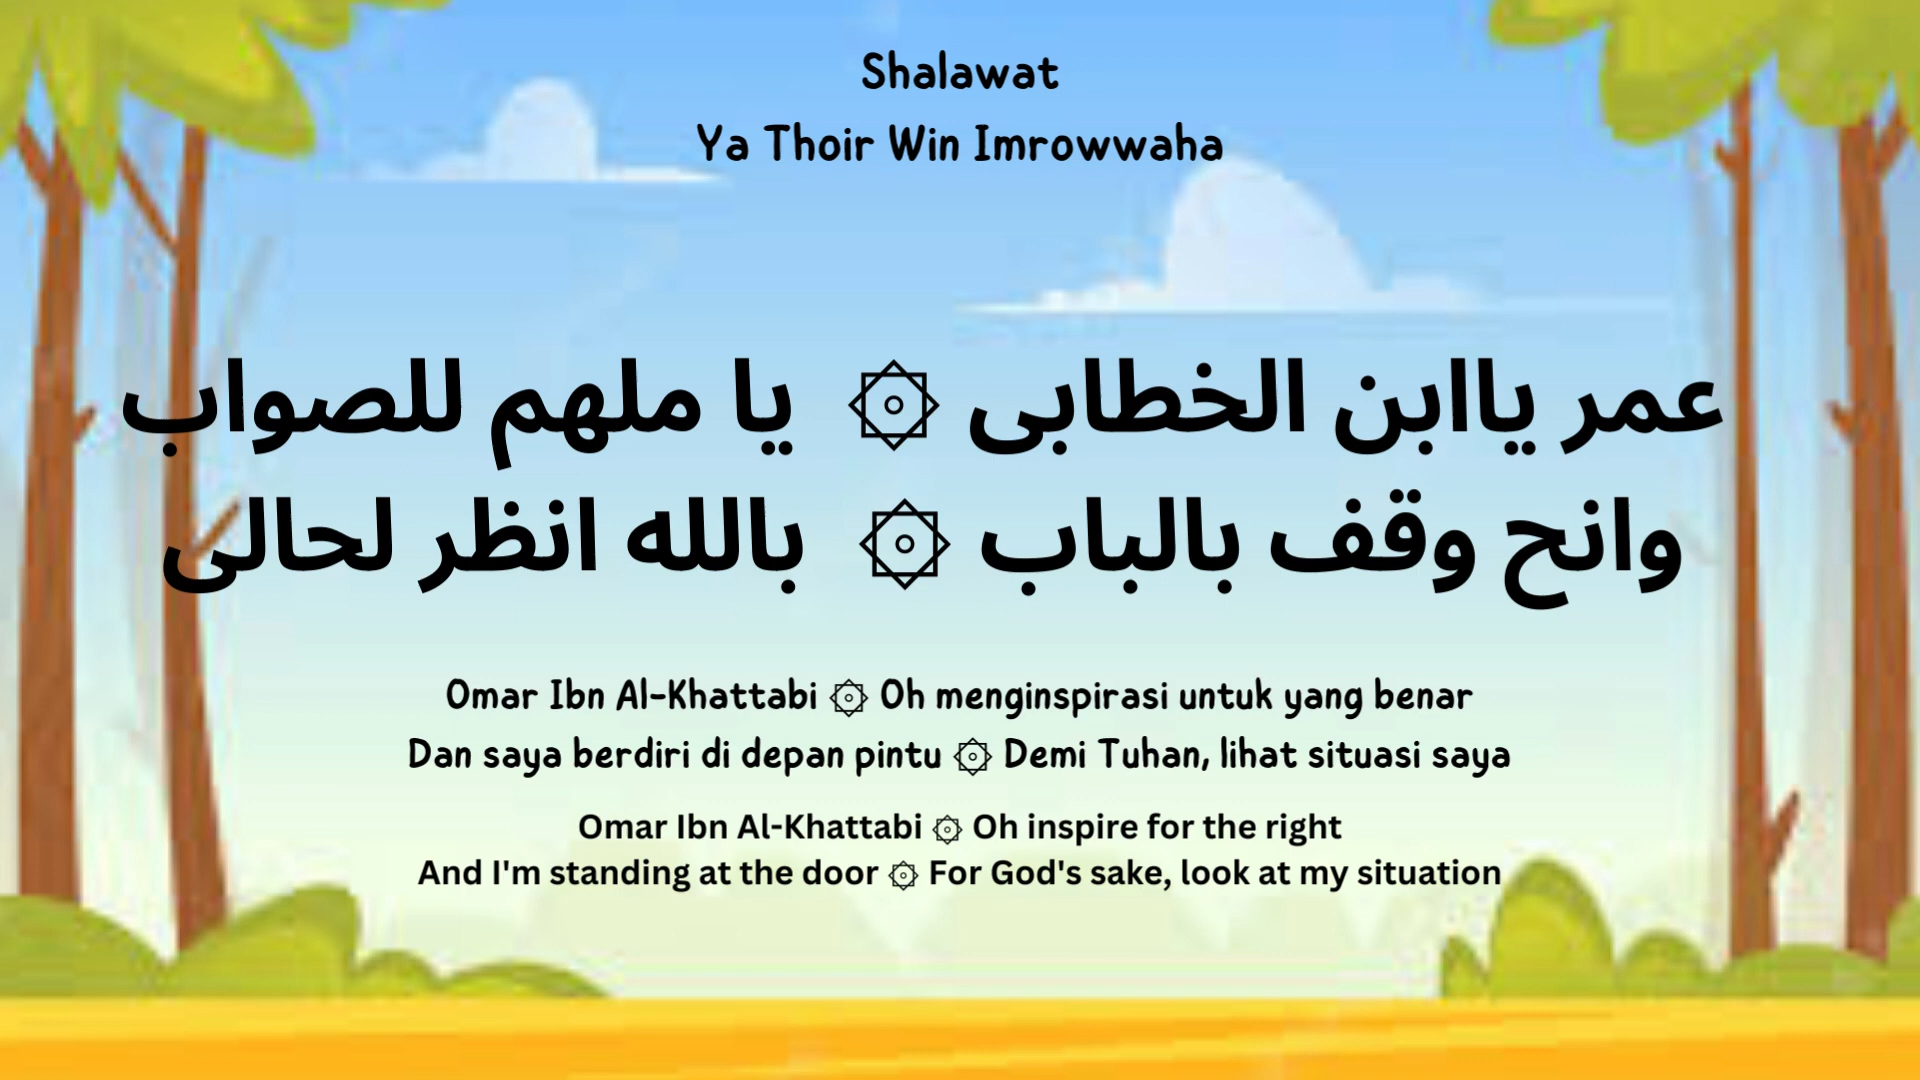 Shalawat
Ya Thoir Win Imrowwaha
عمر ياابن الخطابى ۞ يا ملهم للصواب
وانح وقف بالباب ۞ بالله انظر لحالى
Omar Ibn Al-Khattabi ۞ Oh menginspirasi untuk yang benar
Dan saya berdiri di depan pintu ۞ Demi Tuhan, lihat situasi saya
Omar Ibn Al-Khattabi ۞ Oh inspire for the right
And I'm standing at the door ۞ For God's sake, look at my situation